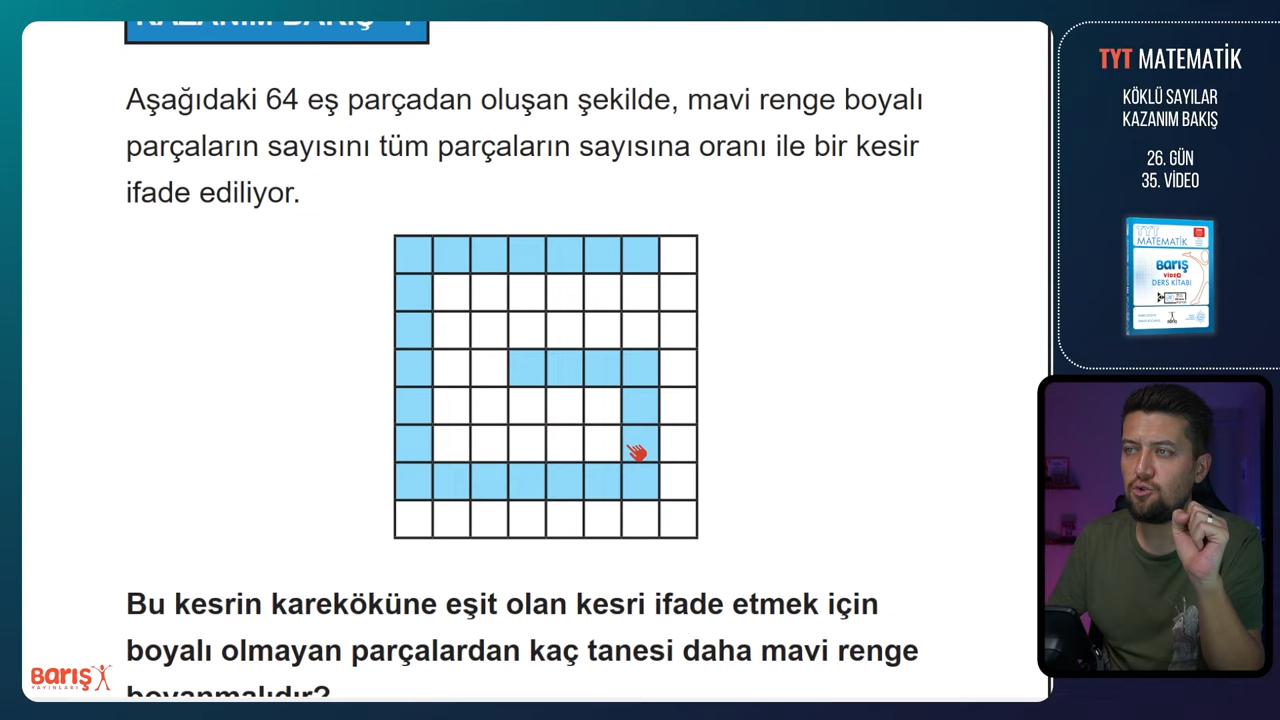 KAZANIM BAKIŞ
Aşağıdaki 64 eş parçadan oluşan şekilde, mavi renge boyalı
parçaların sayısını tüm parçaların sayısına oranı ile bir kesir
ifade ediliyor.
Bu kesrin kareköküne eşit olan kesri ifade etmek için
boyalı olmayan parçalardan kaç tanesi daha mavi renge
boyanmalıdır?
BARIŞ
YAYINLARI
TYT MATEMATİK
KÖKLÜ SAYILAR
KAZANIM BAKIŞ
26. GÜN
35. VİDEO
TYT
MATEMATİK
BARIŞ
VİDEO
DERS KİTABI